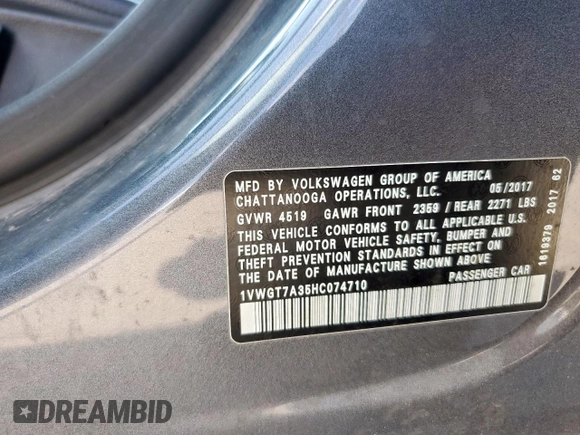 MFD BY VOLKSWAGEN GROUP OF AMERICA
CHATTANOOGA OPERATIONS, LLC. 05/2017
GVWR 4519 GAWR FRONT 2359 / REAR 2271 LBS
THIS VEHICLE CONFORMS TO ALL APPLICABLE U.S.
FEDERAL MOTOR VEHICLE SAFETY, BUMPER AND
THEFT PREVENTION STANDARDS IN EFFECT ON
DATE OF MANUFACTURE SHOWN ABOVE
1VWGT7A35HC074710 PASSENGER CAR
1619379 2017 62
DREAMBID